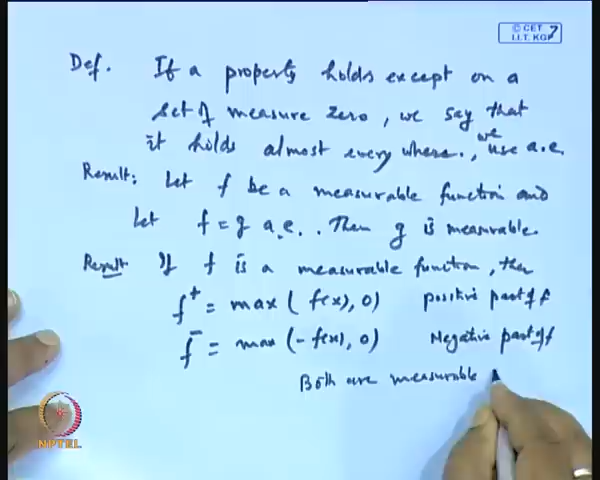 © CET
I.I.T. KGP
7
Def. If a property holds except on a
set of measure zero, we say that
it holds almost every where., we use a.e.
Result: Let f be a measurable function and
let f = g a.e.. Then g is measurable.
Result If f is a measurable function, then
f⁺ = max ( f(x), 0) positive part of f
f⁻ = max (- f(x), 0) Negative part of f
Both are measurable
NPTEL